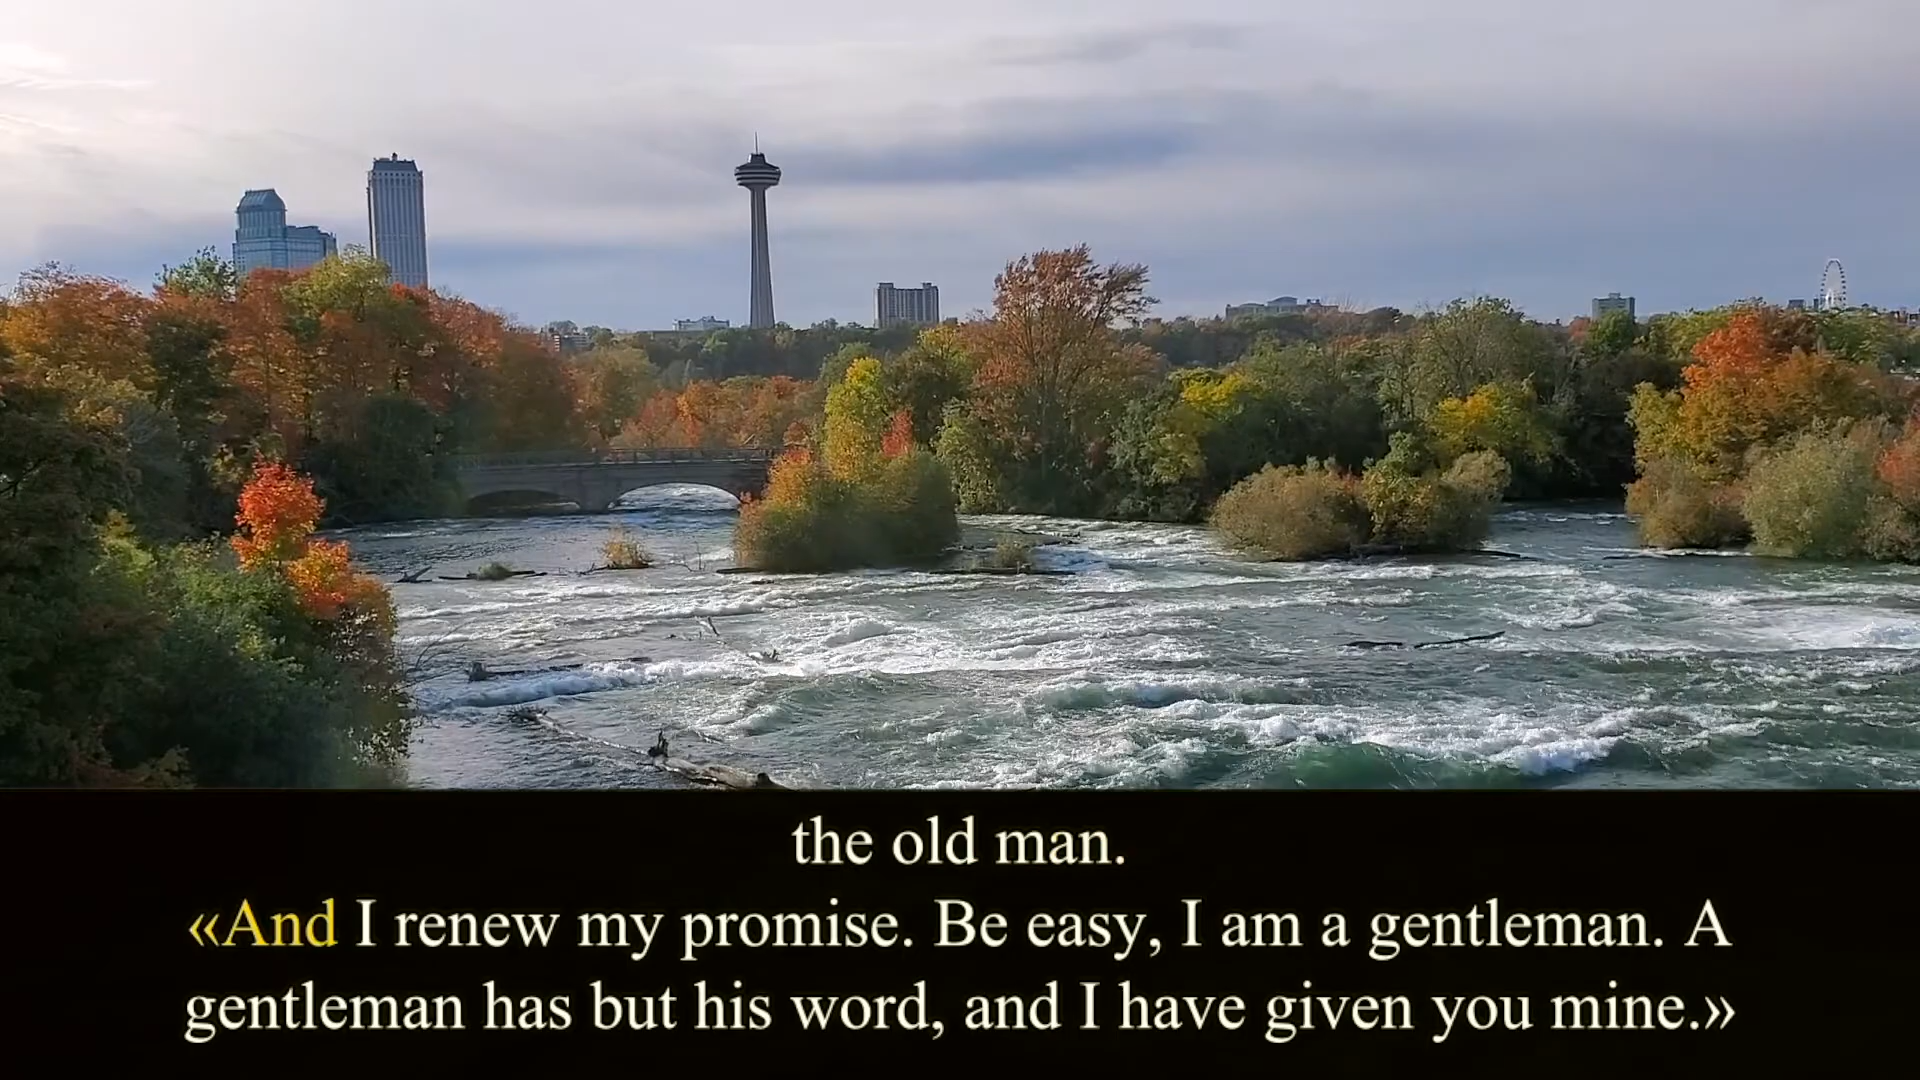 the old man.
«And I renew my promise. Be easy, I am a gentleman. A
gentleman has but his word, and I have given you mine.»